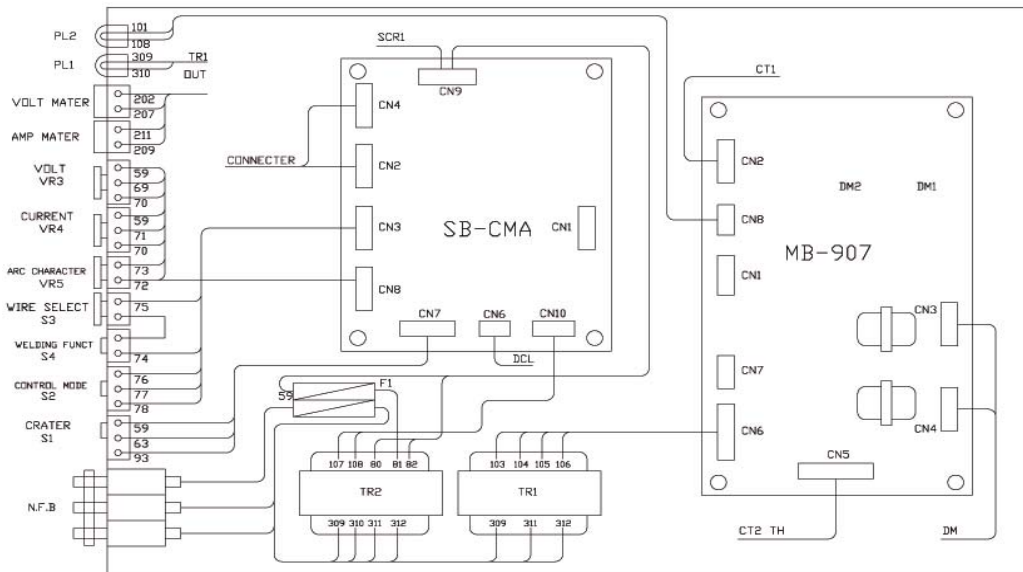 PL2
101
108
PL1
309
310
TR1
OUT
VOLT MATER
202
207
AMP MATER
211
209
VOLT
VR3
59
69
70
CURRENT
VR4
59
71
70
ARC CHARACTER
VR5
73
72
WIRE SELECT
S3
75
WELDING FUNCT
S4
74
CONTROL MODE
S2
76
77
78
CRATER
S1
59
63
93
N.F.B
SCR1
CN9
CN4
CONNECTER
CN2
CN3
SB-CMA
CN1
CN8
CN7
CN6
CN10
DCL
F1
59
107 108 80 81 82
TR2
309 310 311 312
103 104 105 106
TR1
309 311 312
CT1
CN2
DM2
DM1
CN8
MB-907
CN1
CN3
CN7
CN4
CN6
CN5
CT2 TH
DM